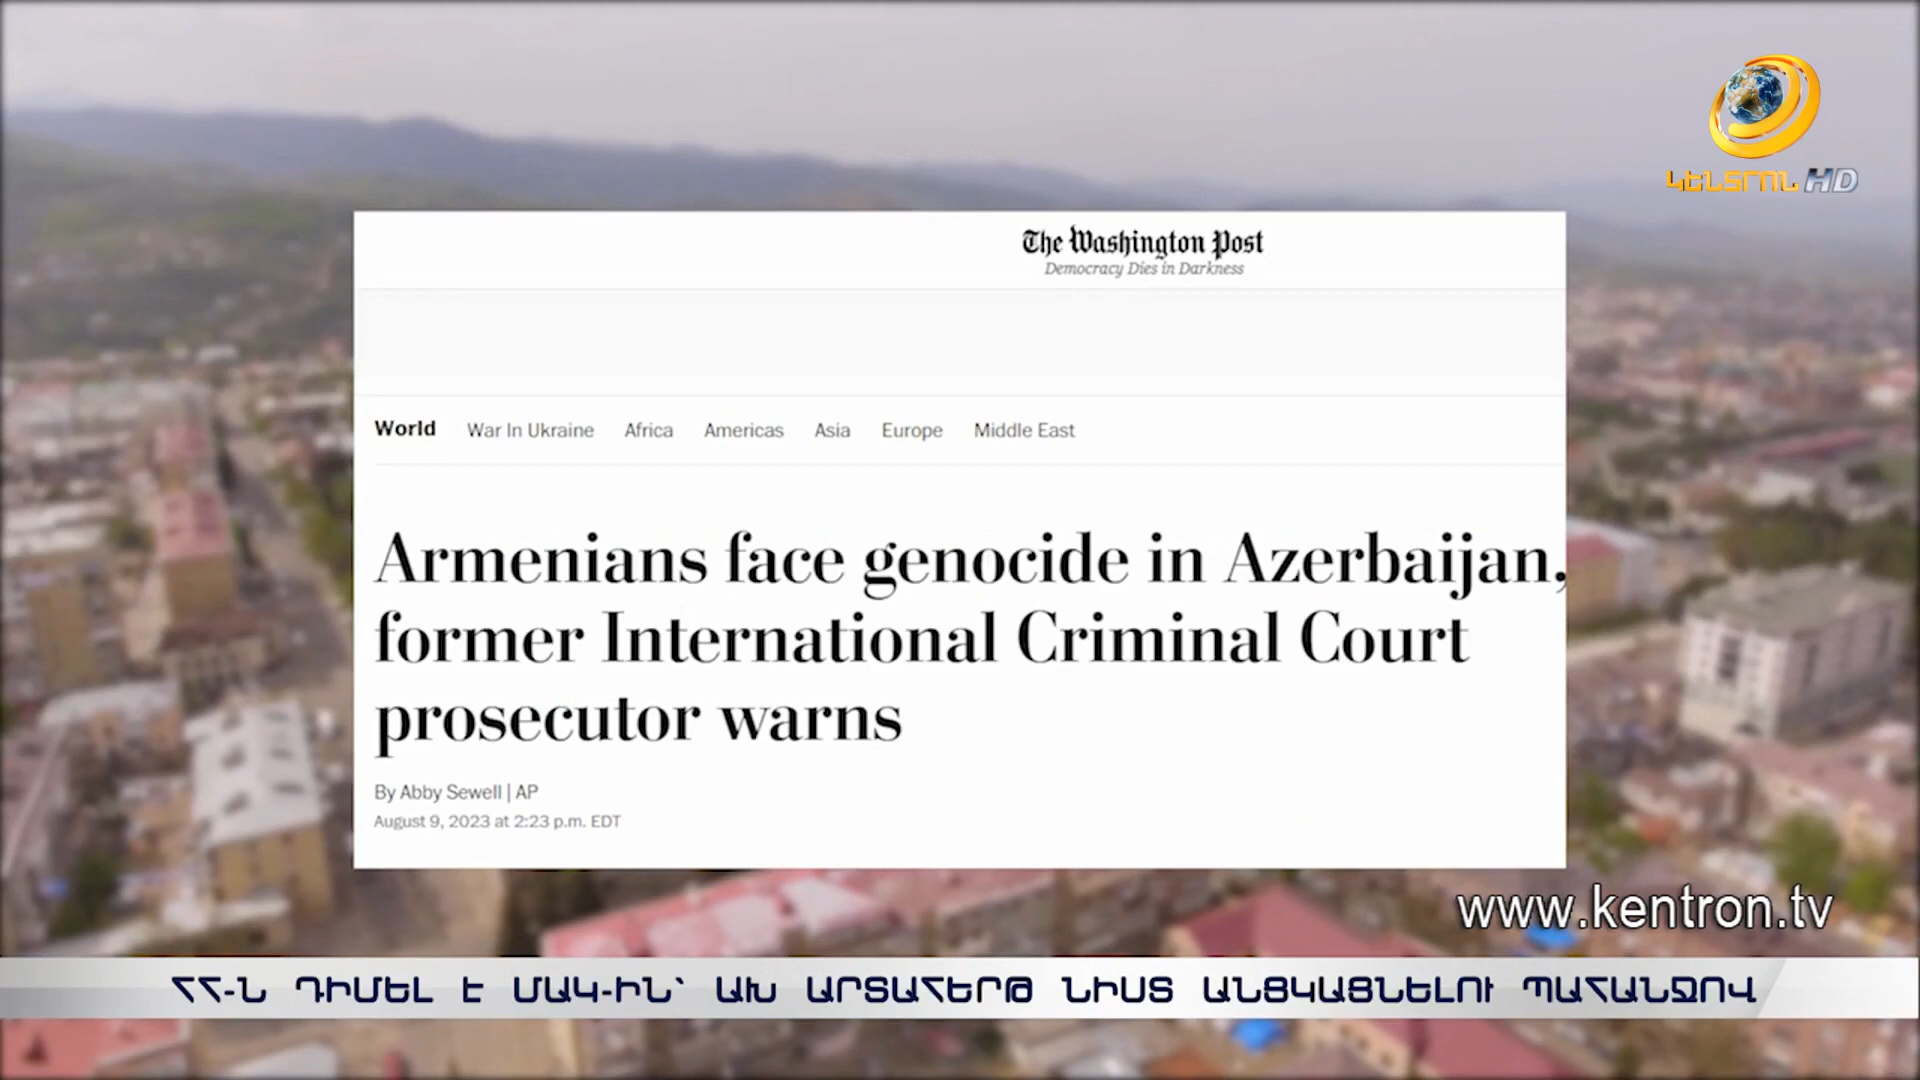 ԿԵՆՏՐՈՆ HD
The Washington Post
Democracy Dies in Darkness
World War In Ukraine Africa Americas Asia Europe Middle East
Armenians face genocide in Azerbaijan,
former International Criminal Court
prosecutor warns
By Abby Sewell | AP
August 9, 2023 at 2:23 p.m. EDT
www.kentron.tv
ՀՀ-Ն ԴԻՄԵԼ Է ՄԱԿ-ԻՆ՝ ԱԽ ԱՐՏԱՀԵՐԹ ՆԻՍՏ ԱՆՑԿԱՑՆԵԼՈՒ ՊԱՀԱՆՋՈՎ